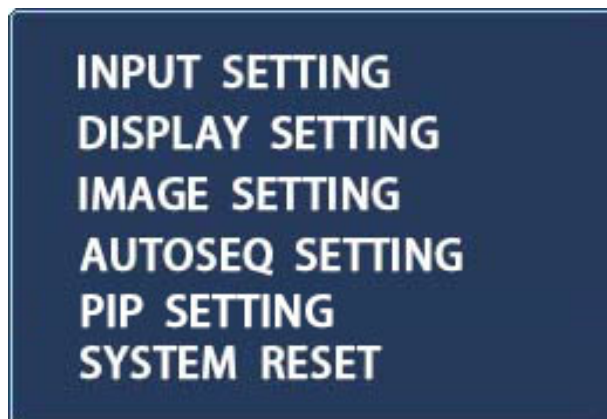 INPUT SETTING
DISPLAY SETTING
IMAGE SETTING
AUTOSEQ SETTING
PIP SETTING
SYSTEM RESET